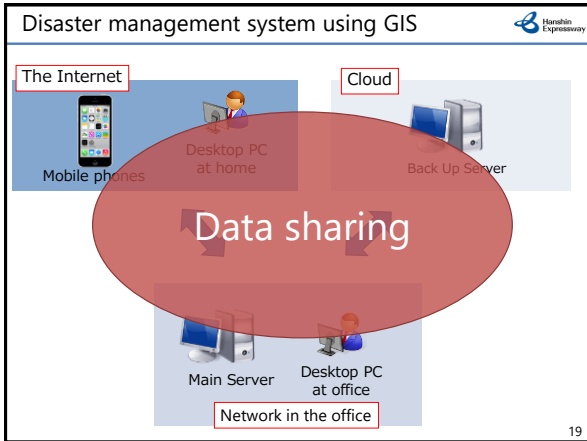 Disaster management system using GIS
Hanshin
Expressway
The Internet
Cloud
Mobile phones
Desktop PC
at home
Back Up Server
Data sharing
Main Server
Desktop PC
at office
Network in the office
19